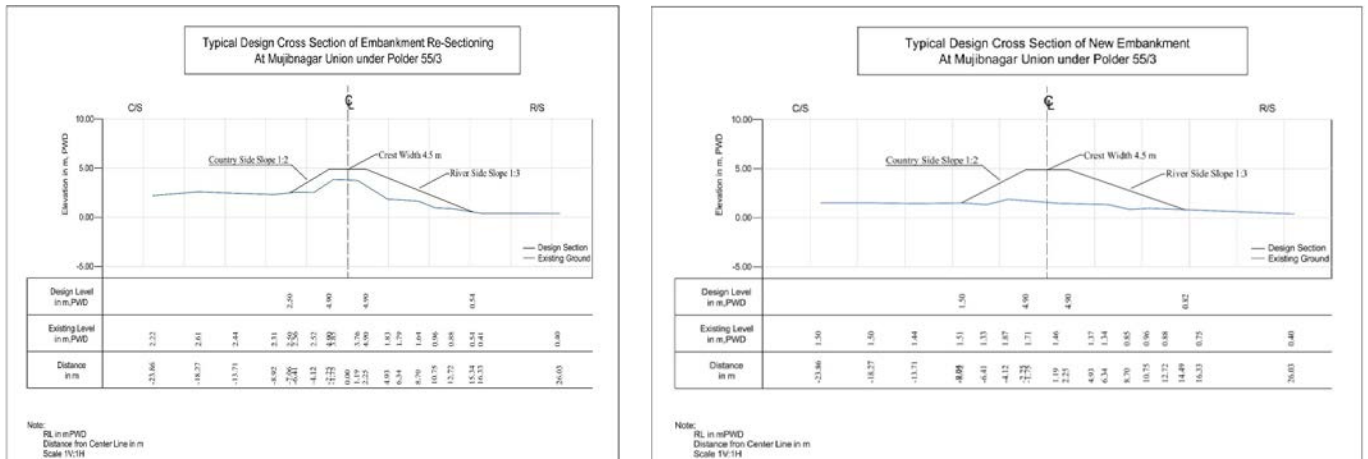 Typical Design Cross Section of Embankment Re-Sectioning
At Mujibnagar Union under Polder 55/3
C/S
R/S
10.00
5.00
0.00
-5.00
Elevation in m, PWD
Country Side Slope 1:2
Crest Width 4.5 m
River Side Slope 1:3
Design Section
Existing Ground
Design Level
in m,PWD
2.50 4.90 4.90 0.54
Existing Level
in m,PWD
2.22 2.61 2.44 2.31 2.52 3.76 4.90 1.83 1.79 1.64 0.96 0.88 0.54 0.41 0.40
Distance
in m
-23.86 -18.27 -13.71 -8.92 -7.06 -6.41 -4.12 0.00 1.19 2.25 4.93 6.34 8.70 10.75 12.72 15.34 16.33 26.03
Note:
RL in mPWD
Distance fron Center Line in m
Scale 1V:1H
Typical Design Cross Section of New Embankment
At Mujibnagar Union under Polder 55/3
C/S
R/S
10.00
5.00
0.00
-5.00
Elevation in m, PWD
Country Side Slope 1:2
Crest Width 4.5 m
River Side Slope 1:3
Design Section
Existing Ground
Design Level
in m,PWD
1.50 4.90 4.90 0.82
Existing Level
in m,PWD
1.50 1.50 1.44 1.51 1.33 1.87 1.71 1.46 1.37 1.34 0.85 0.96 0.88 0.75 0.40
Distance
in m
-23.86 -18.27 -13.71 -6.41 -4.12 1.19 2.25 4.93 6.34 8.70 10.75 12.72 14.49 16.33 26.03
Note:
RL in mPWD
Distance fron Center Line in m
Scale 1V:1H